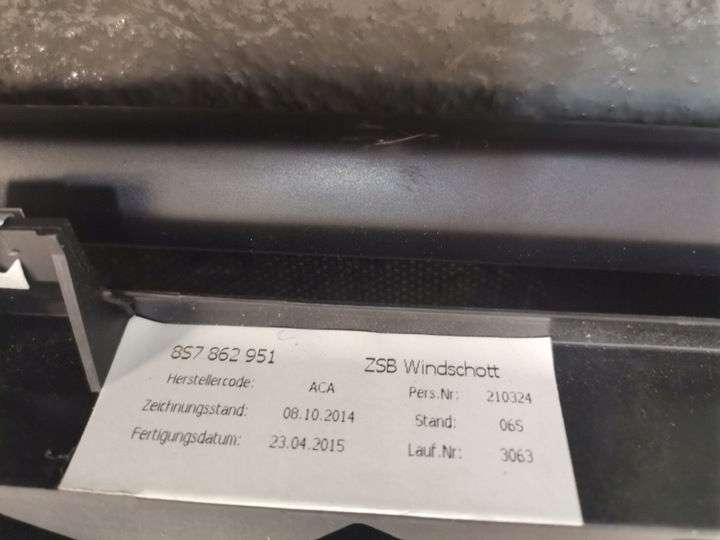 8S7 862 951 ZSB Windschott
Herstellercode: ACA Pers.Nr: 210324
Zeichnungsstand: 08.10.2014 Stand: 06S
Fertigungsdatum: 23.04.2015 Lauf.Nr: 3063